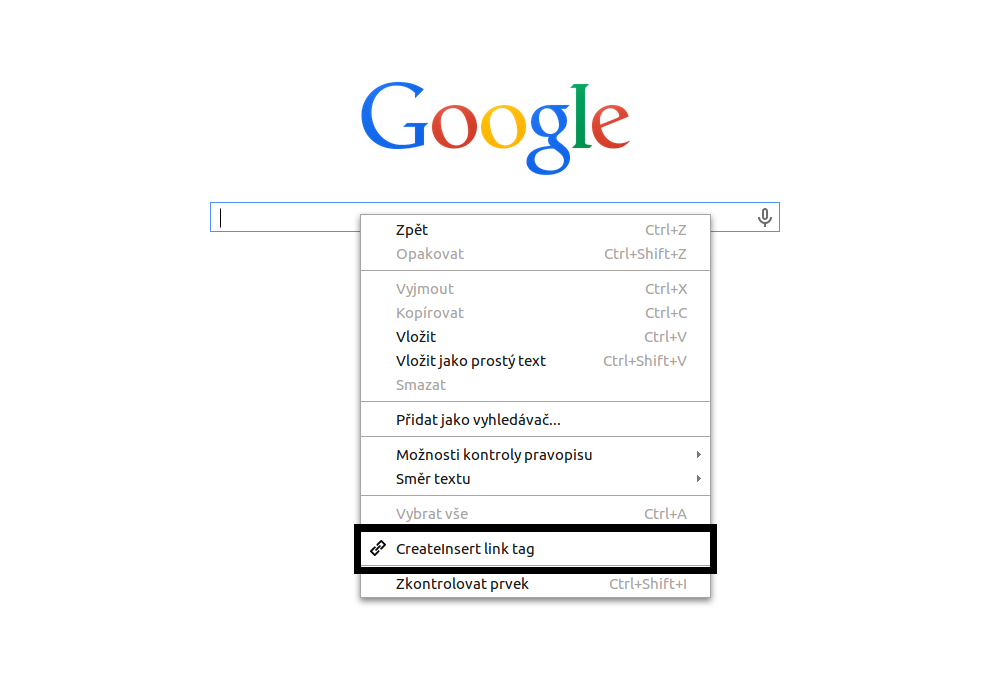 Google
Zpět Ctrl+Z
Opakovat Ctrl+Shift+Z
Vyjmout Ctrl+X
Kopírovat Ctrl+C
Vložit Ctrl+V
Vložit jako prostý text Ctrl+Shift+V
Smazat
Přidat jako vyhledávač...
Možnosti kontroly pravopisu
Směr textu
Vybrat vše Ctrl+A
CreateInsert link tag
Zkontrolovat prvek Ctrl+Shift+I